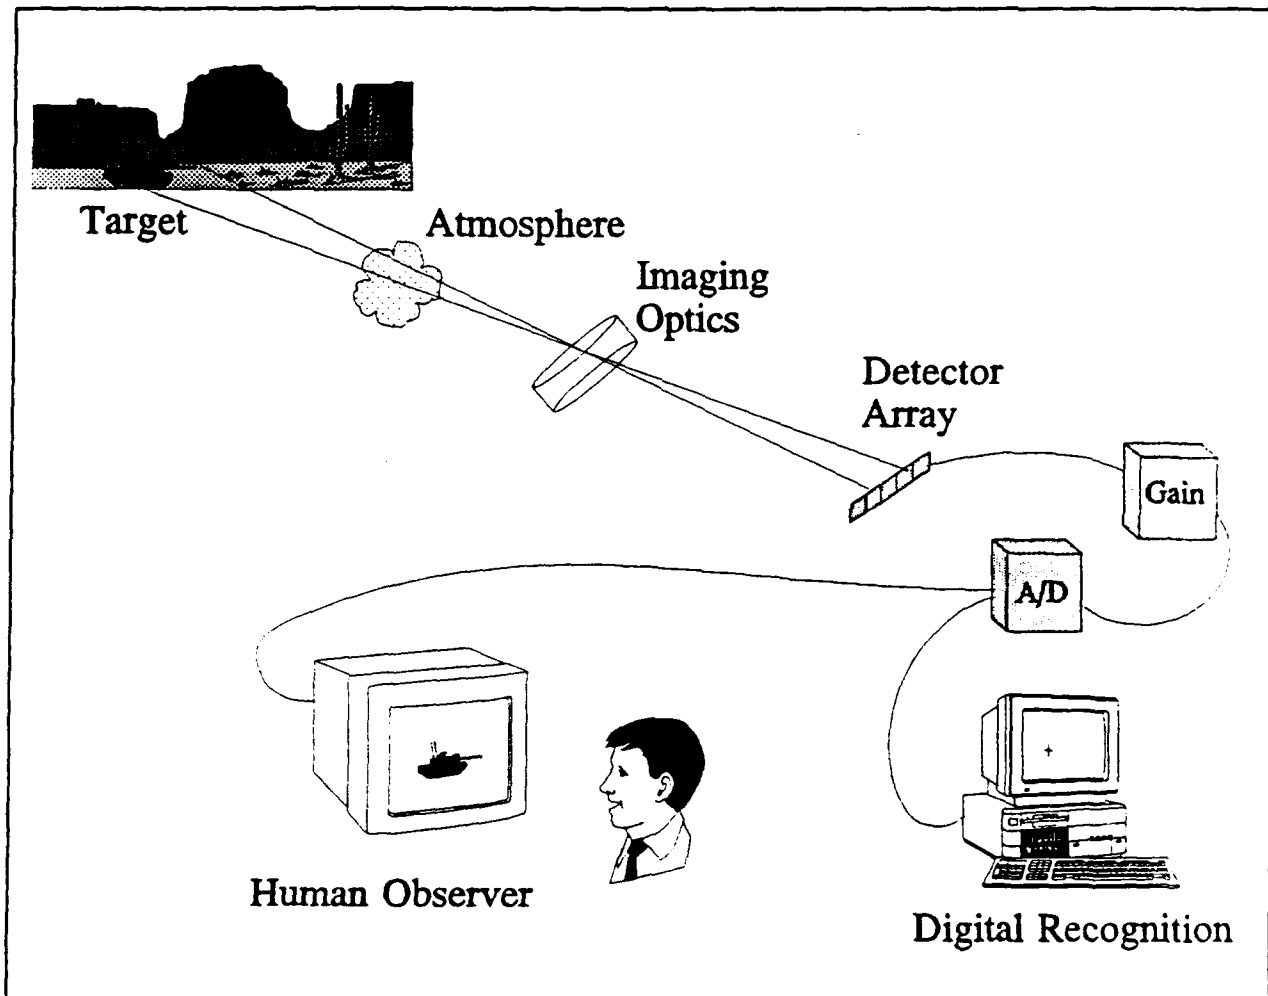 Target
Atmosphere
Imaging
Optics
Detector
Array
Gain
A/D
Human Observer
Digital Recognition